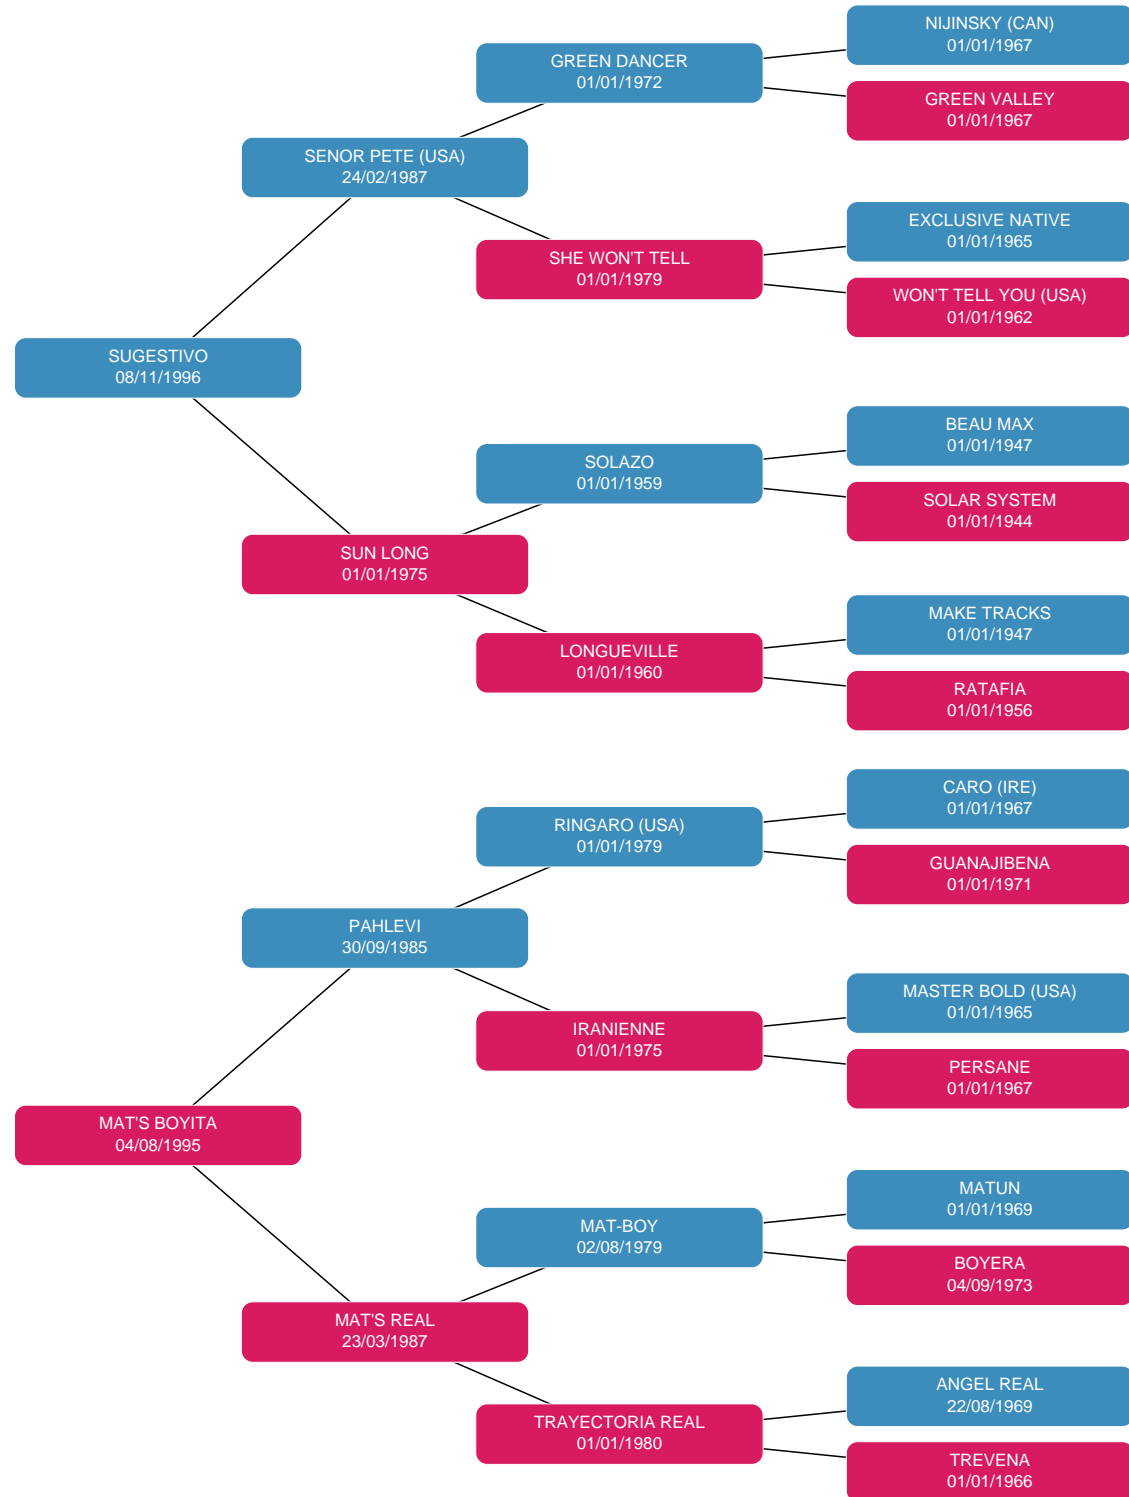 NIJINSKY (CAN)
01/01/1967
GREEN DANCER
01/01/1972
GREEN VALLEY
01/01/1967
SENOR PETE (USA)
24/02/1987
EXCLUSIVE NATIVE
01/01/1965
SHE WON'T TELL
01/01/1979
WON'T TELL YOU (USA)
01/01/1962
SUGESTIVO
08/11/1996
BEAU MAX
01/01/1947
SOLAZO
01/01/1959
SOLAR SYSTEM
01/01/1944
SUN LONG
01/01/1975
MAKE TRACKS
01/01/1947
LONGUEVILLE
01/01/1960
RATAFIA
01/01/1956
CARO (IRE)
01/01/1967
RINGARO (USA)
01/01/1979
GUANAJIBENA
01/01/1971
PAHLEVI
30/09/1985
MASTER BOLD (USA)
01/01/1965
IRANIENNE
01/01/1975
PERSANE
01/01/1967
MAT'S BOYITA
04/08/1995
MATUN
01/01/1969
MAT-BOY
02/08/1979
BOYERA
04/09/1973
MAT'S REAL
23/03/1987
ANGEL REAL
22/08/1969
TRAYECTORIA REAL
01/01/1980
TREVENA
01/01/1966